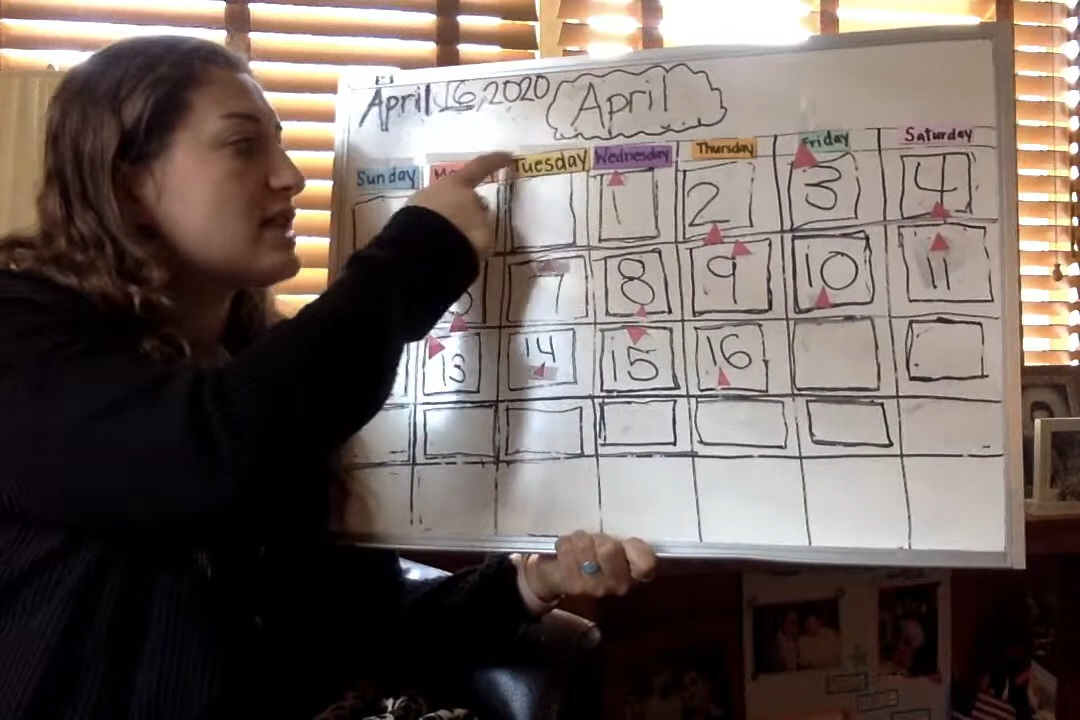 April 16, 2020
April
Sunday Tuesday Wednesday Thursday Friday Saturday
1 2 3 4
7 8 9 10 11
13 14 15 16